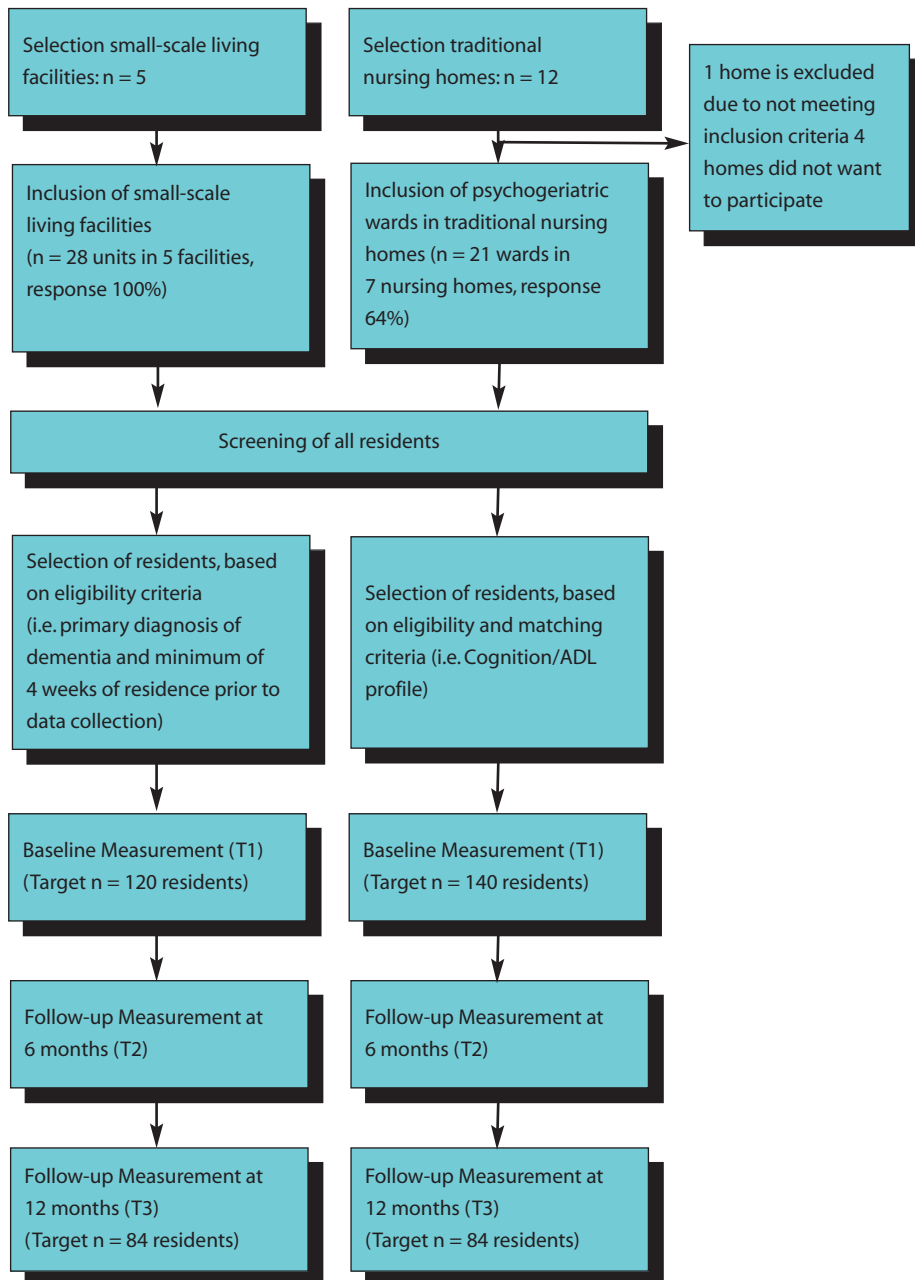 Selection small-scale living
facilities: n = 5
Selection traditional
nursing homes: n = 12
1 home is excluded
due to not meeting
inclusion criteria 4
homes did not want
to participate
Inclusion of small-scale
living facilities
(n = 28 units in 5 facilities,
response 100%)
Inclusion of psychogeriatric
wards in traditional nursing
homes (n = 21 wards in
7 nursing homes, response
64%)
Screening of all residents
Selection of residents, based
on eligibility criteria
(i.e. primary diagnosis of
dementia and minimum of
4 weeks of residence prior to
data collection)
Selection of residents, based
on eligibility and matching
criteria (i.e. Cognition/ADL
profile)
Baseline Measurement (T1)
(Target n = 120 residents)
Baseline Measurement (T1)
(Target n = 140 residents)
Follow-up Measurement at
6 months (T2)
Follow-up Measurement at
6 months (T2)
Follow-up Measurement at
12 months (T3)
(Target n = 84 residents)
Follow-up Measurement at
12 months (T3)
(Target n = 84 residents)